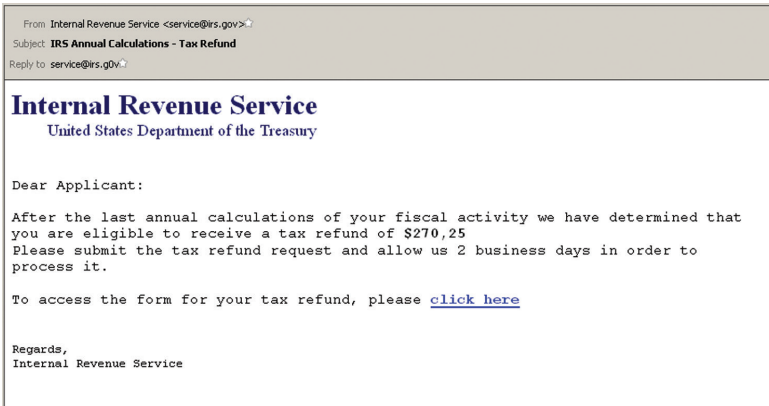 From Internal Revenue Service <service@irs.gov>
Subject IRS Annual Calculations - Tax Refund
Reply to service@irs.g0v
Internal Revenue Service
United States Department of the Treasury
Dear Applicant:
After the last annual calculations of your fiscal activity we have determined that
you are eligible to receive a tax refund of $270,25
Please submit the tax refund request and allow us 2 business days in order to
process it.
To access the form for your tax refund, please click here
Regards,
Internal Revenue Service